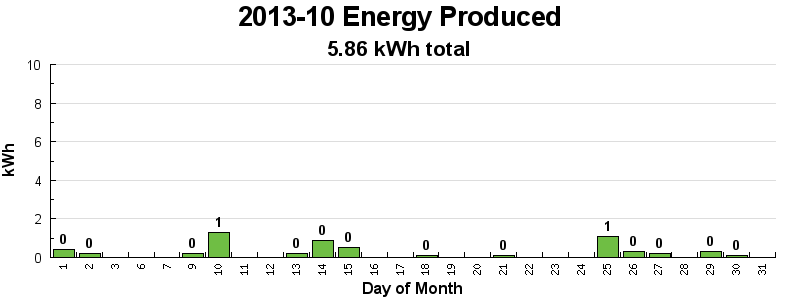 2013-10 Energy Produced
5.86 kWh total
kWh
10
8
6
4
2
0
0 0 0 1 0 0 0 0 0 1 0 0 0 0
1 2 3 6 7 9 10 11 12 13 14 15 16 17 18 19 20 21 22 23 24 25 26 27 28 29 30 31
Day of Month